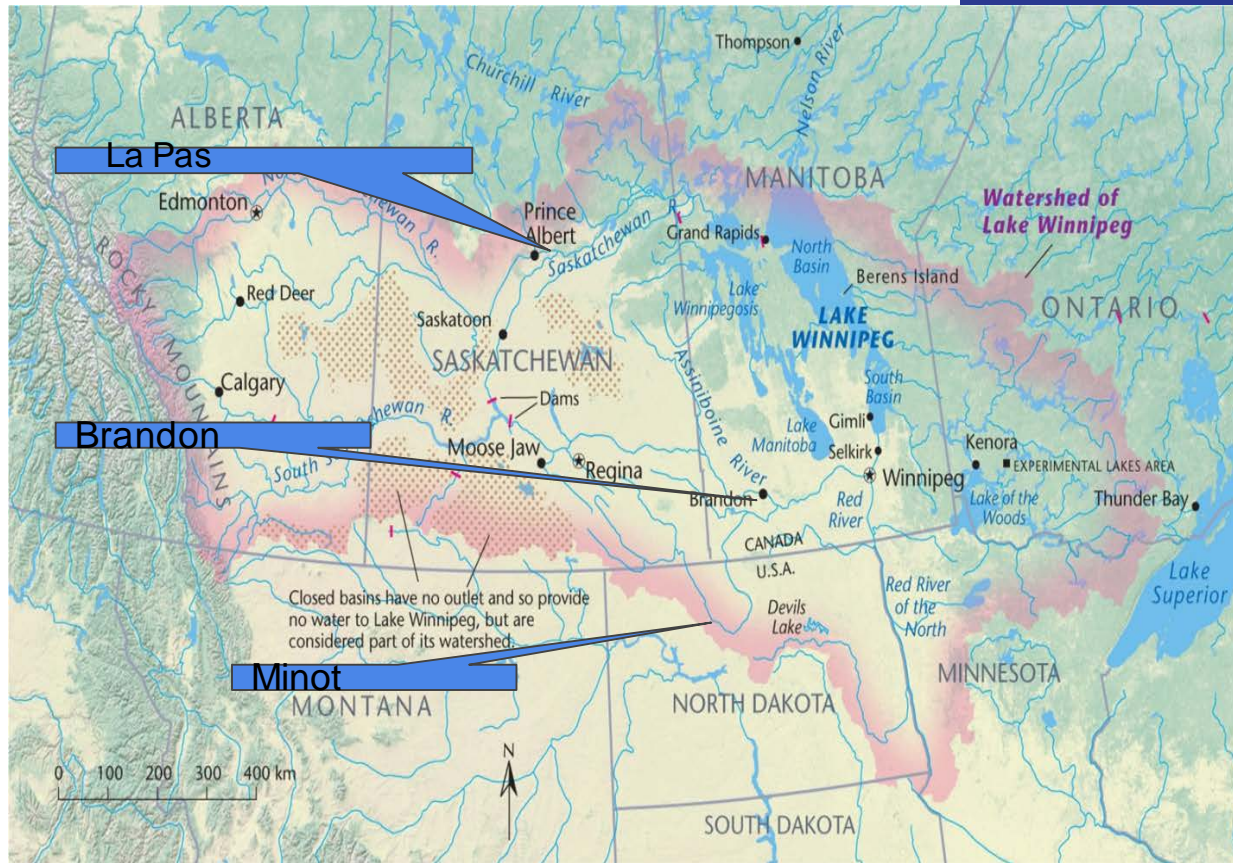 Thompson
Churchill River
Nelson River
ALBERTA
La Pas
MANITOBA
Edmonton
chewan R.
Prince
Albert
Saskatchewan R.
Grand Rapids
Watershed of
Lake Winnipeg
North
Basin
Berens Island
ROCKY MOUNTAINS
Red Deer
Lake
Winnipegosis
LAKE
WINNIPEG
ONTARIO
Saskatoon
SASKATCHEWAN
Assiniboine River
Calgary
Dams
South
Basin
chewan R.
Gimli
Brandon
Lake
Manitoba
Moose Jaw
Selkirk
Kenora
South S
Regina
Winnipeg
EXPERIMENTAL LAKES AREA
Brandon
Red
River
Lake of the
Woods
Thunder Bay
CANADA
U.S.A.
Closed basins have no outlet and so provide
no water to Lake Winnipeg, but are
considered part of its watershed.
Devils
Lake
Red River
of the
North
Lake
Superior
Minot
MONTANA
NORTH DAKOTA
MINNESOTA
N
0 100 200 300 400 km
SOUTH DAKOTA